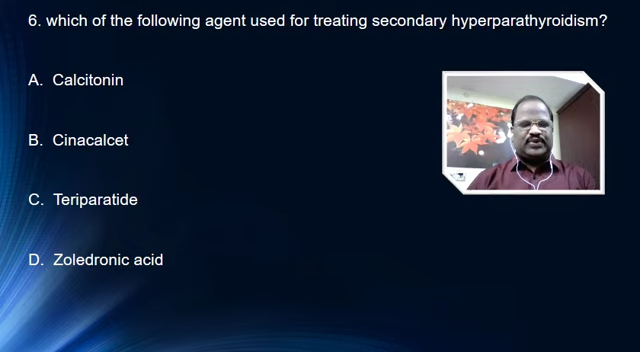 6. which of the following agent used for treating secondary hyperparathyroidism?
A. Calcitonin
B. Cinacalcet
C. Teriparatide
D. Zoledronic acid